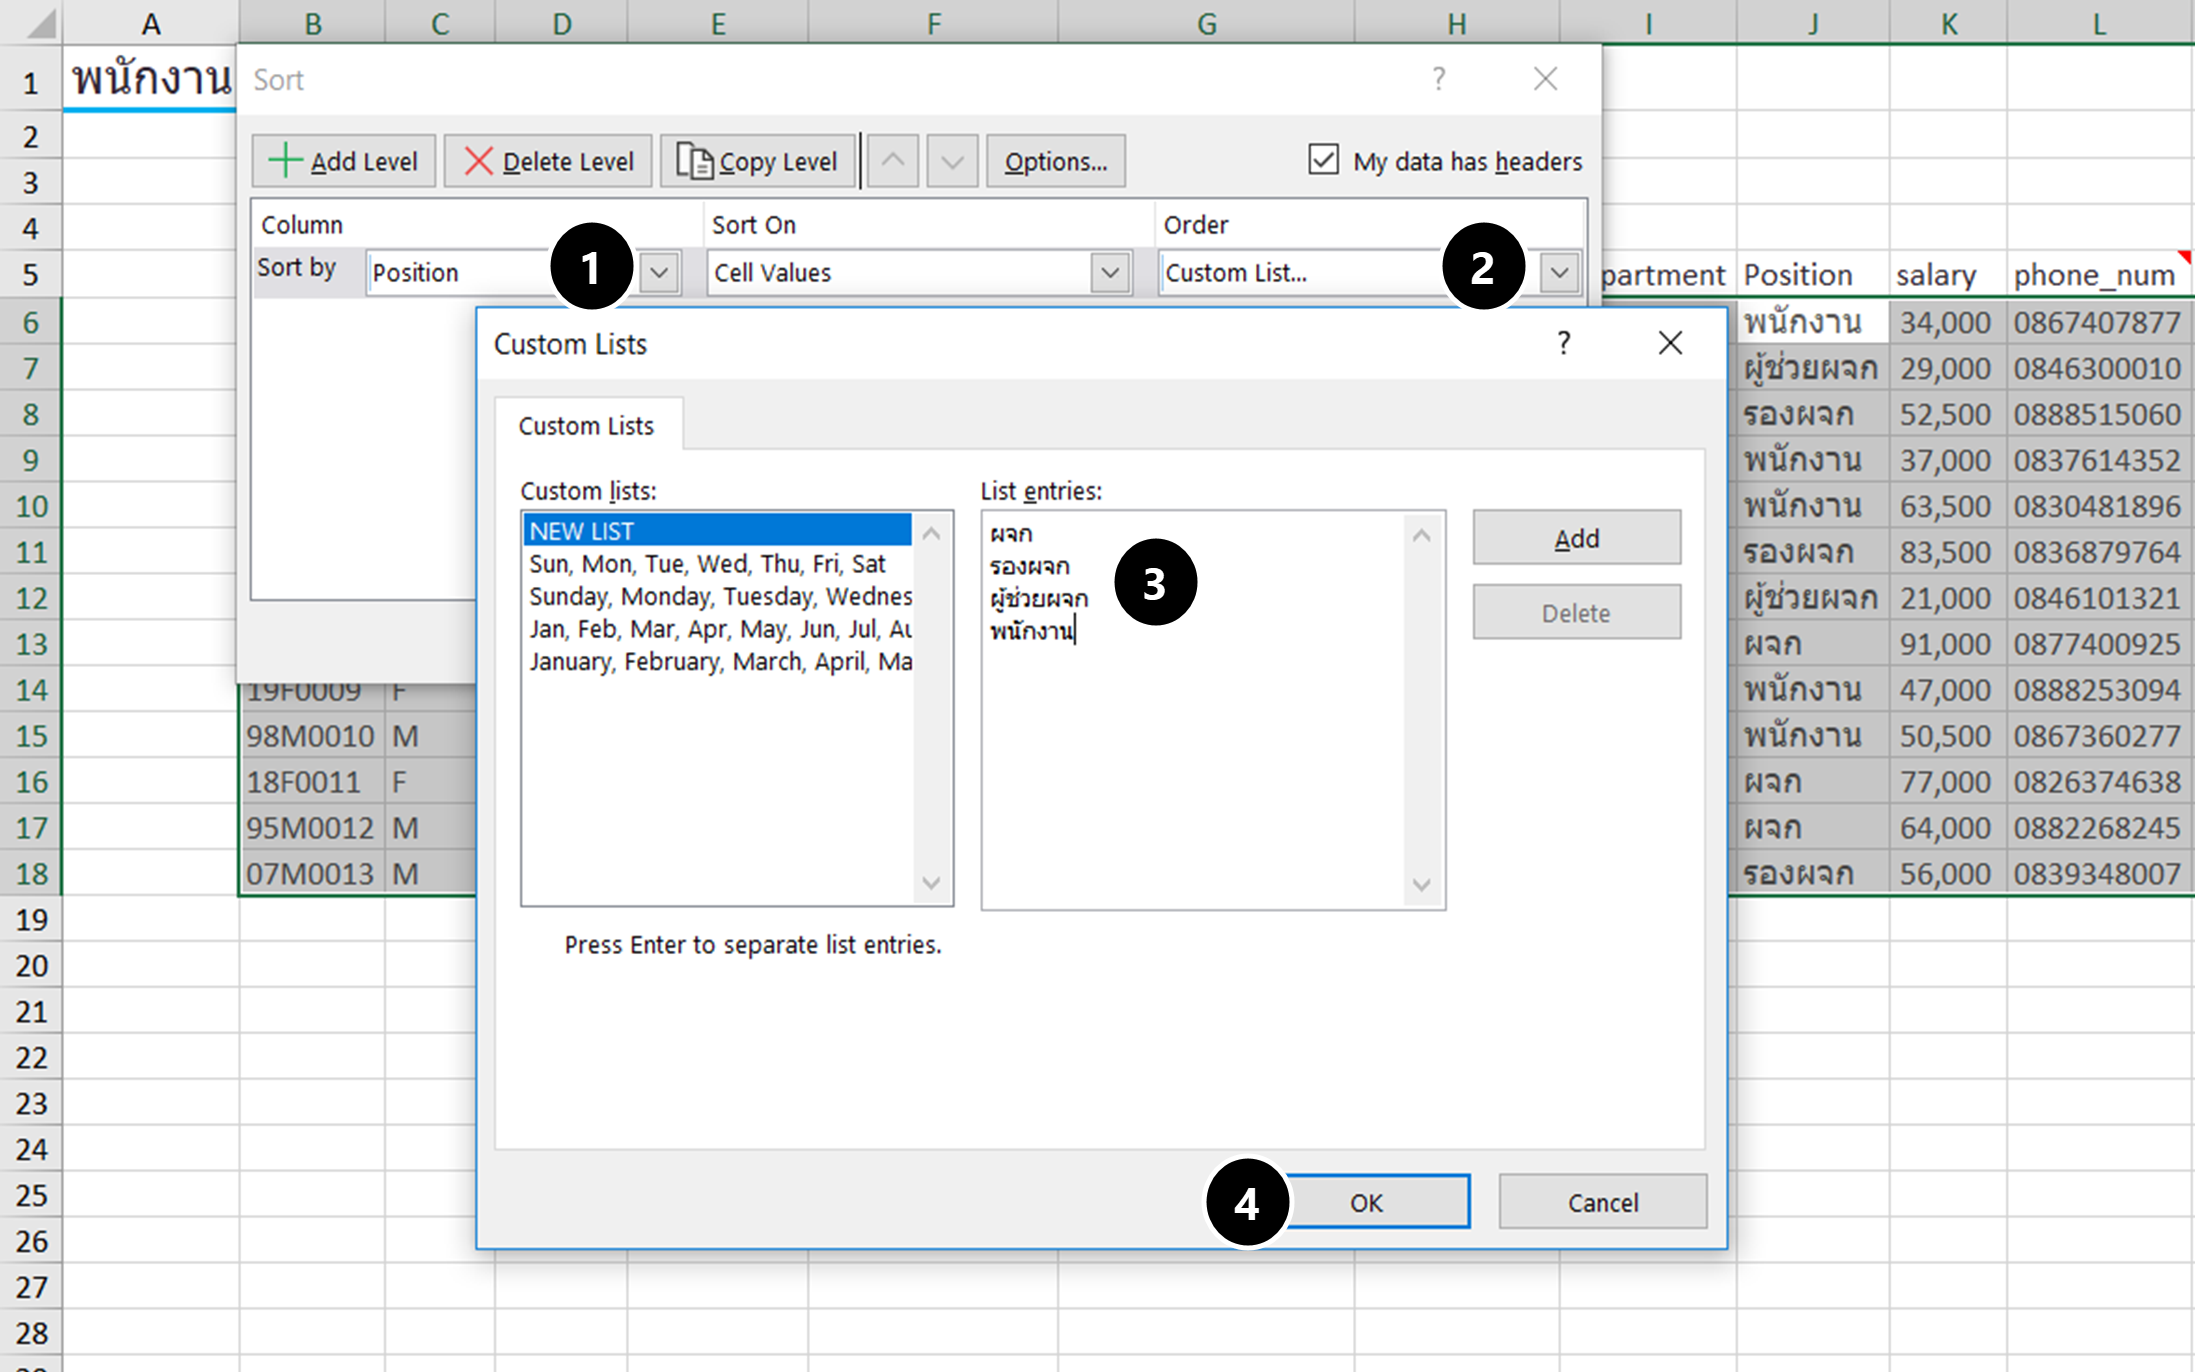 A B C D E F G H I J K L
1 พนักงาน
Sort ? ×
Add Level Delete Level Copy Level Options... My data has headers
2
3
4
Column Sort On Order
Sort by Position 1 Cell Values Custom List... 2
5 partment Position salary phone_num
Custom Lists ? ×
Custom Lists
Custom lists:
NEW LIST
Sun, Mon, Tue, Wed, Thu, Fri, Sat
Sunday, Monday, Tuesday, Wednes
Jan, Feb, Mar, Apr, May, Jun, Jul, Au
January, February, March, April, Ma
List entries:
ผจก
รองผจก
ผู้ช่วยผจก
พนักงาน
3
Add
Delete
Press Enter to separate list entries.
4 OK Cancel
6 พนักงาน 34,000 0867407877
7 ผู้ช่วยผจก 29,000 0846300010
8 รองผจก 52,500 0888515060
9 พนักงาน 37,000 0837614352
10 พนักงาน 63,500 0830481896
11 รองผจก 83,500 0836879764
12 ผู้ช่วยผจก 21,000 0846101321
13 ผจก 91,000 0877400925
14 19F0009 F พนักงาน 47,000 0888253094
15 98M0010 M พนักงาน 50,500 0867360277
16 18F0011 F ผจก 77,000 0826374638
17 95M0012 M ผจก 64,000 0882268245
18 07M0013 M รองผจก 56,000 0839348007
19
20
21
22
23
24
25
26
27
28